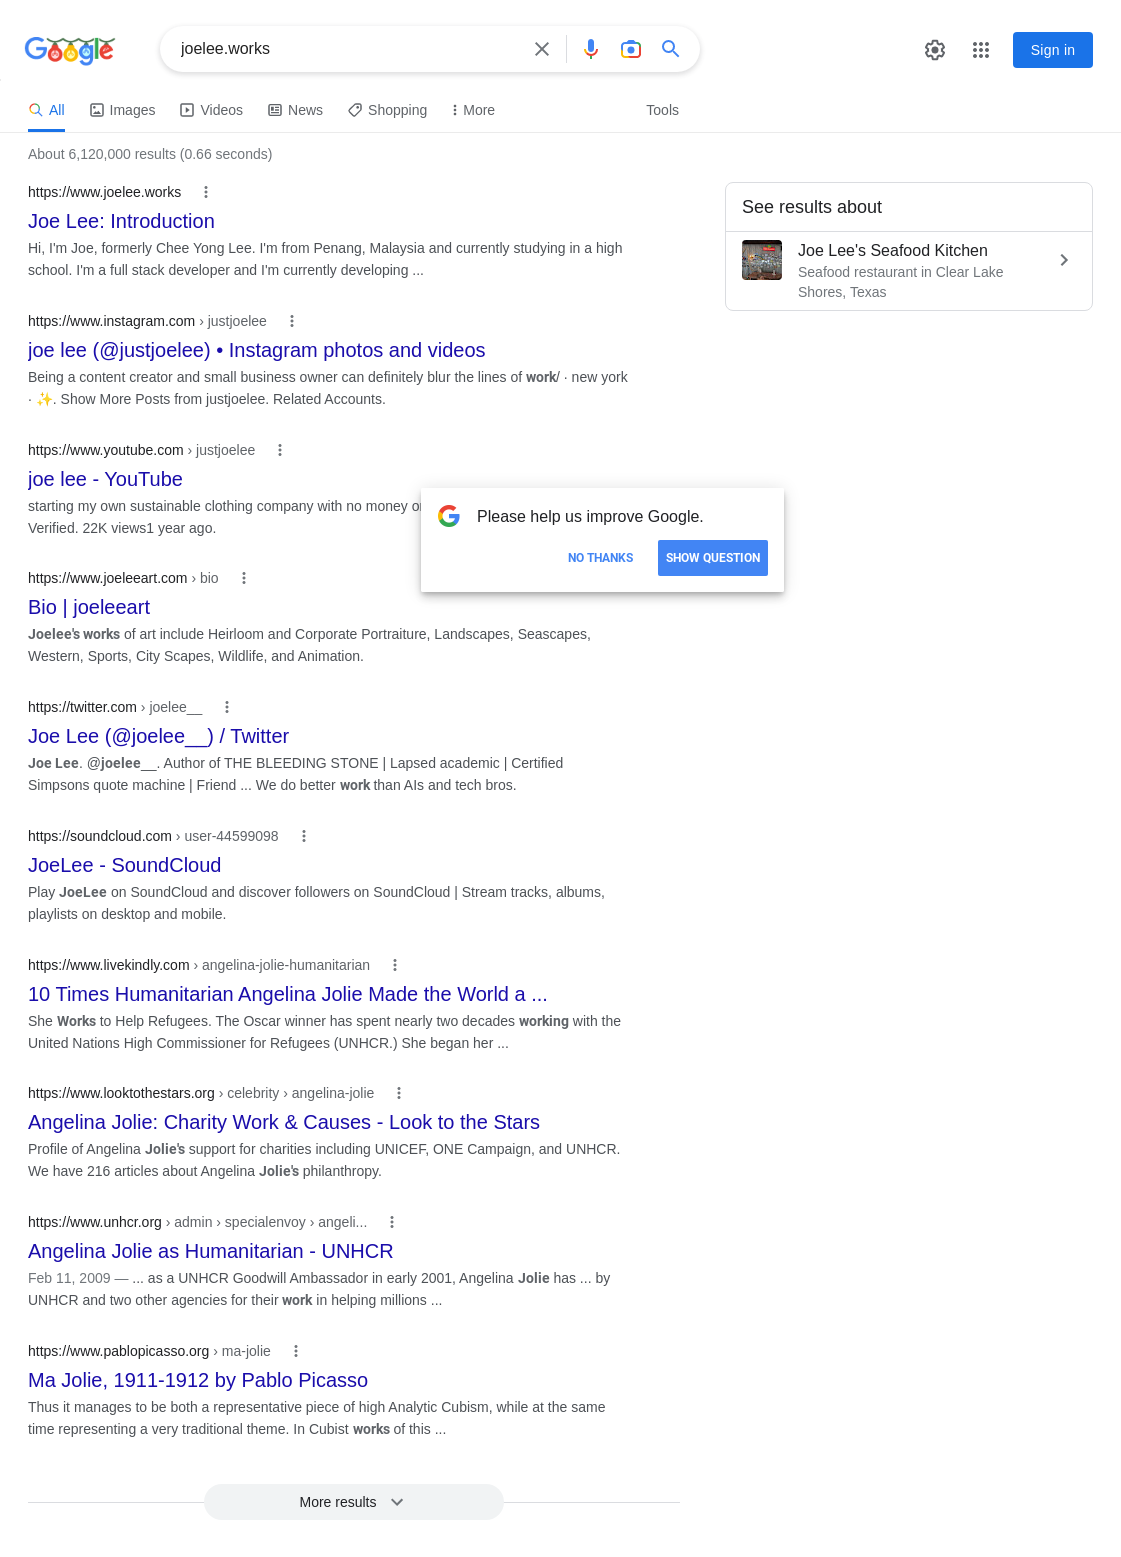 Google
joelee.works
Sign in
All
Images
Videos
News
Shopping
More
Tools
About 6,120,000 results (0.66 seconds)
https://www.joelee.works
Joe Lee: Introduction
Hi, I'm Joe, formerly Chee Yong Lee. I'm from Penang, Malaysia and currently studying in a high
school. I'm a full stack developer and I'm currently developing ...
See results about
Joe Lee's Seafood Kitchen
Seafood restaurant in Clear Lake
Shores, Texas
https://www.instagram.com › justjoelee
joe lee (@justjoelee) • Instagram photos and videos
Being a content creator and small business owner can definitely blur the lines of work/ · new york
· ✨. Show More Posts from justjoelee. Related Accounts.
https://www.youtube.com › justjoelee
joe lee - YouTube
starting my own sustainable clothing company with no money
Verified. 22K views1 year ago.
Please help us improve Google.
NO THANKS
SHOW QUESTION
https://www.joeleeart.com › bio
Bio | joeleeart
Joelee's works of art include Heirloom and Corporate Portraiture, Landscapes, Seascapes,
Western, Sports, City Scapes, Wildlife, and Animation.
https://twitter.com › joelee__
Joe Lee (@joelee__) / Twitter
Joe Lee. @joelee__. Author of THE BLEEDING STONE | Lapsed academic | Certified
Simpsons quote machine | Friend ... We do better work than AIs and tech bros.
https://soundcloud.com › user-44599098
JoeLee - SoundCloud
Play JoeLee on SoundCloud and discover followers on SoundCloud | Stream tracks, albums,
playlists on desktop and mobile.
https://www.livekindly.com › angelina-jolie-humanitarian
10 Times Humanitarian Angelina Jolie Made the World a ...
She Works to Help Refugees. The Oscar winner has spent nearly two decades working with the
United Nations High Commissioner for Refugees (UNHCR.) She began her ...
https://www.looktothestars.org › celebrity › angelina-jolie
Angelina Jolie: Charity Work & Causes - Look to the Stars
Profile of Angelina Jolie's support for charities including UNICEF, ONE Campaign, and UNHCR.
We have 216 articles about Angelina Jolie's philanthropy.
https://www.unhcr.org › admin › specialenvoy › angeli...
Angelina Jolie as Humanitarian - UNHCR
Feb 11, 2009 — ... as a UNHCR Goodwill Ambassador in early 2001, Angelina Jolie has ... by
UNHCR and two other agencies for their work in helping millions ...
https://www.pablopicasso.org › ma-jolie
Ma Jolie, 1911-1912 by Pablo Picasso
Thus it manages to be both a representative piece of high Analytic Cubism, while at the same
time representing a very traditional theme. In Cubist works of this ...
More results